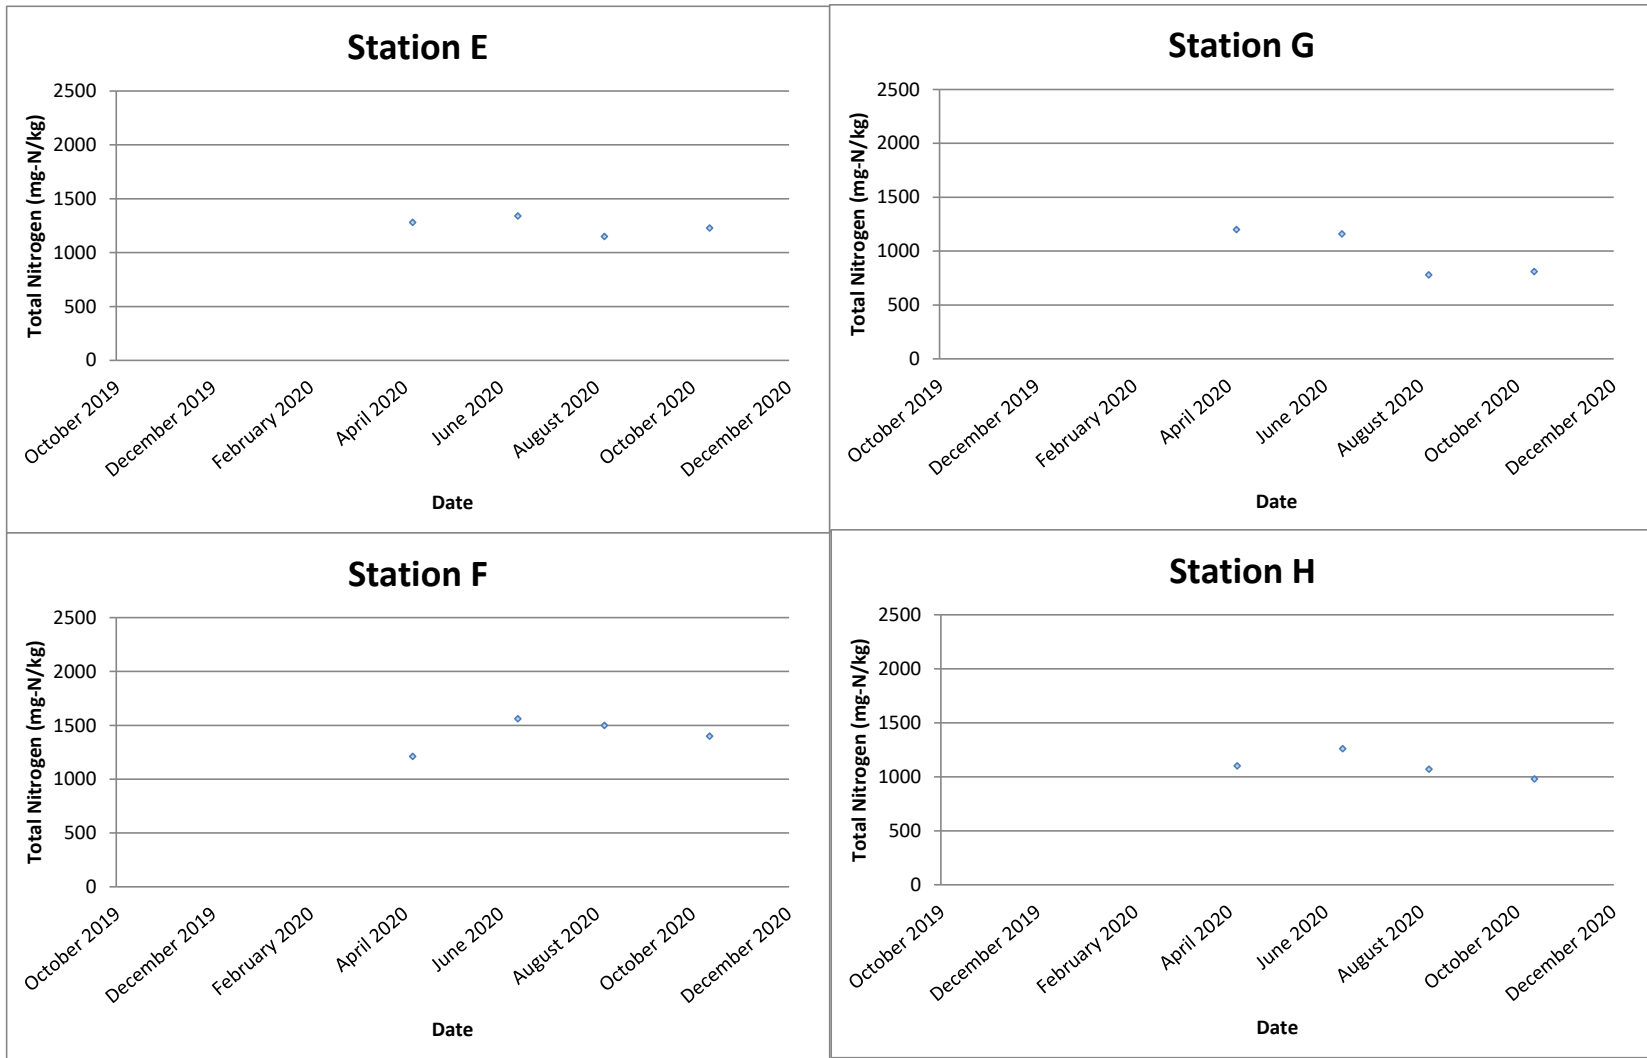 Station E
Total Nitrogen (mg-N/kg)
2500
2000
1500
1000
500
0
October 2019
December 2019
February 2020
April 2020
June 2020
August 2020
October 2020
December 2020
Date
Station G
Total Nitrogen (mg-N/kg)
2500
2000
1500
1000
500
0
October 2019
December 2019
February 2020
April 2020
June 2020
August 2020
October 2020
December 2020
Date
Station F
Total Nitrogen (mg-N/kg)
2500
2000
1500
1000
500
0
October 2019
December 2019
February 2020
April 2020
June 2020
August 2020
October 2020
December 2020
Date
Station H
Total Nitrogen (mg-N/kg)
2500
2000
1500
1000
500
0
October 2019
December 2019
February 2020
April 2020
June 2020
August 2020
October 2020
December 2020
Date